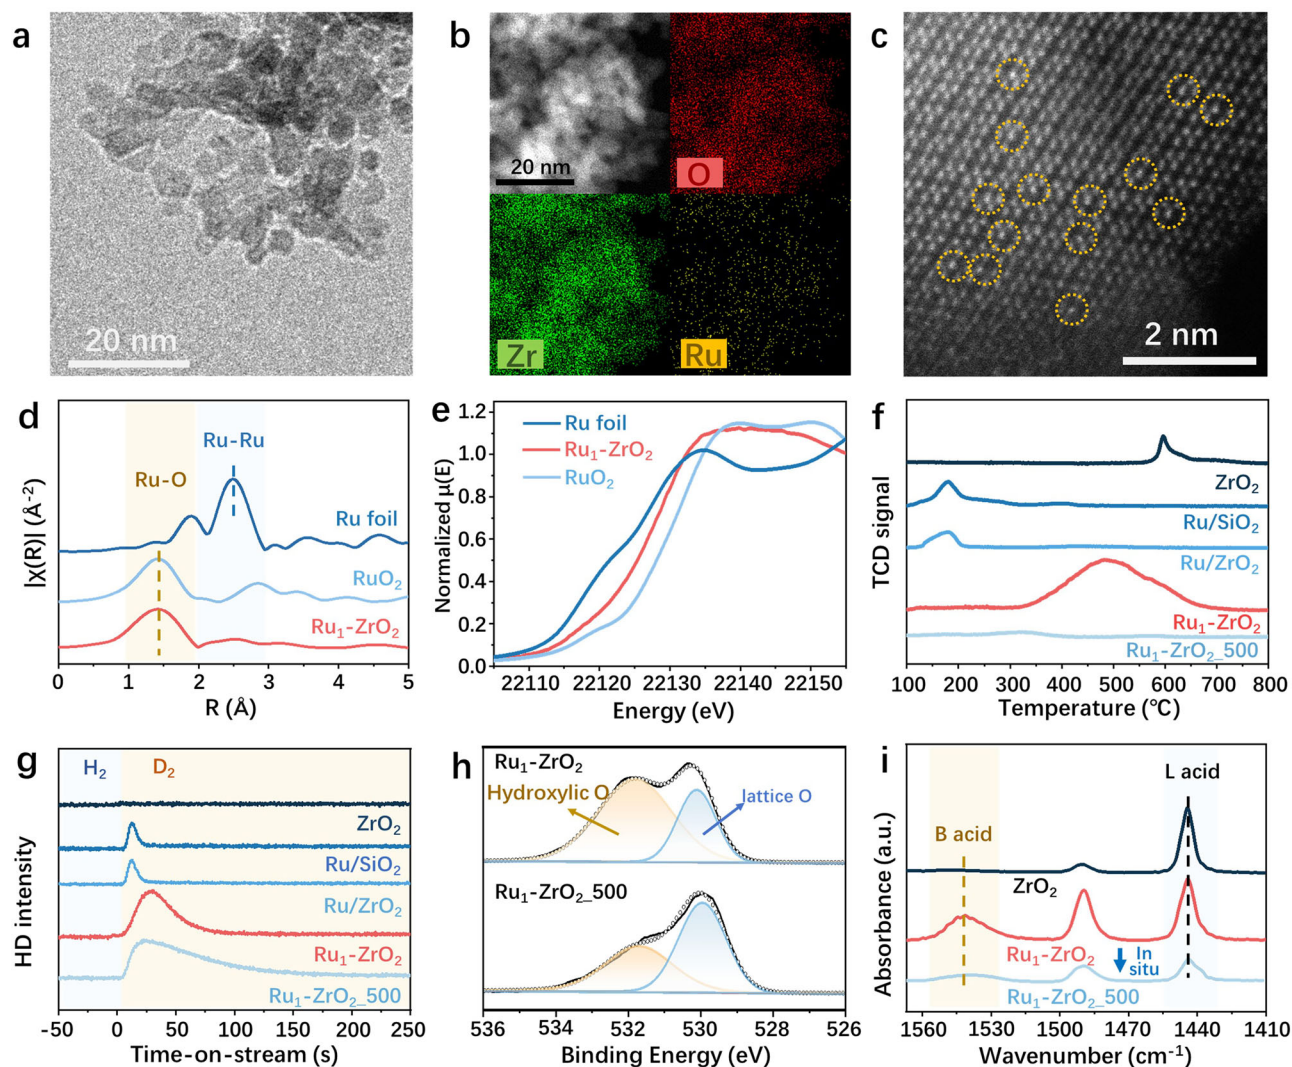 a
20 nm
b
20 nm
O
Zr
Ru
c
2 nm
d
|χ(R)| (Å⁻²)
Ru-O
Ru-Ru
Ru foil
RuO₂
Ru₁-ZrO₂
0 1 2 3 4 5
R (Å)
e
Normalized μ(E)
1.2
1.0
0.8
0.6
0.4
0.2
0.0
Ru foil
Ru₁-ZrO₂
RuO₂
22110 22120 22130 22140 22150
Energy (eV)
f
TCD signal
ZrO₂
Ru/SiO₂
Ru/ZrO₂
Ru₁-ZrO₂
Ru₁-ZrO₂_500
100 200 300 400 500 600 700 800
Temperature (℃)
g
HD intensity
H₂ D₂
ZrO₂
Ru/SiO₂
Ru/ZrO₂
Ru₁-ZrO₂
Ru₁-ZrO₂_500
-50 0 50 100 150 200 250
Time-on-stream (s)
h
Ru₁-ZrO₂
Hydroxylic O
lattice O
Ru₁-ZrO₂_500
536 534 532 530 528 526
Binding Energy (eV)
i
Absorbance (a.u.)
L acid
B acid
ZrO₂
Ru₁-ZrO₂
In
situ
Ru₁-ZrO₂_500
1560 1530 1500 1470 1440 1410
Wavenumber (cm⁻¹)